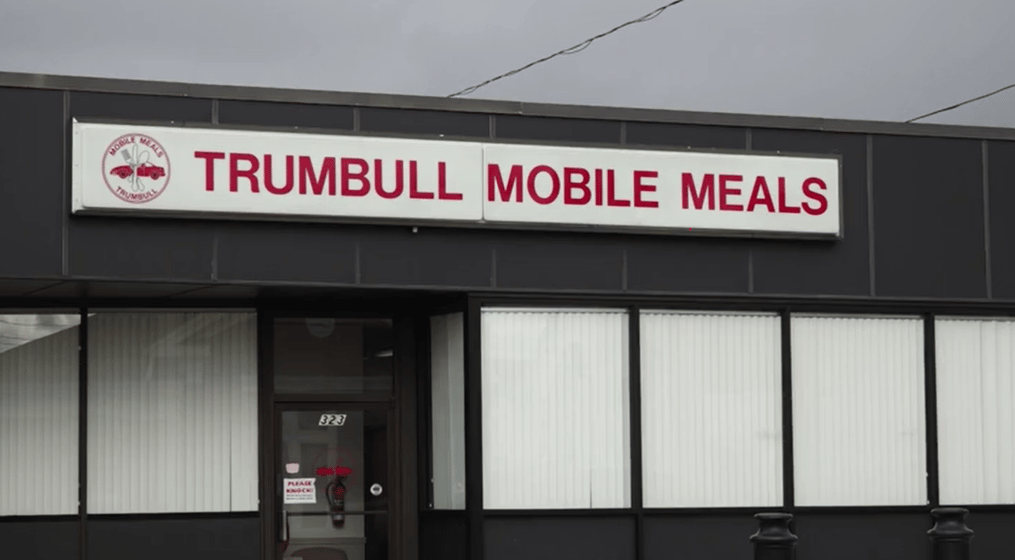 MOBILE MEALS
TRUMBULL
TRUMBULL MOBILE MEALS
323
PLEASE
KNOCK!